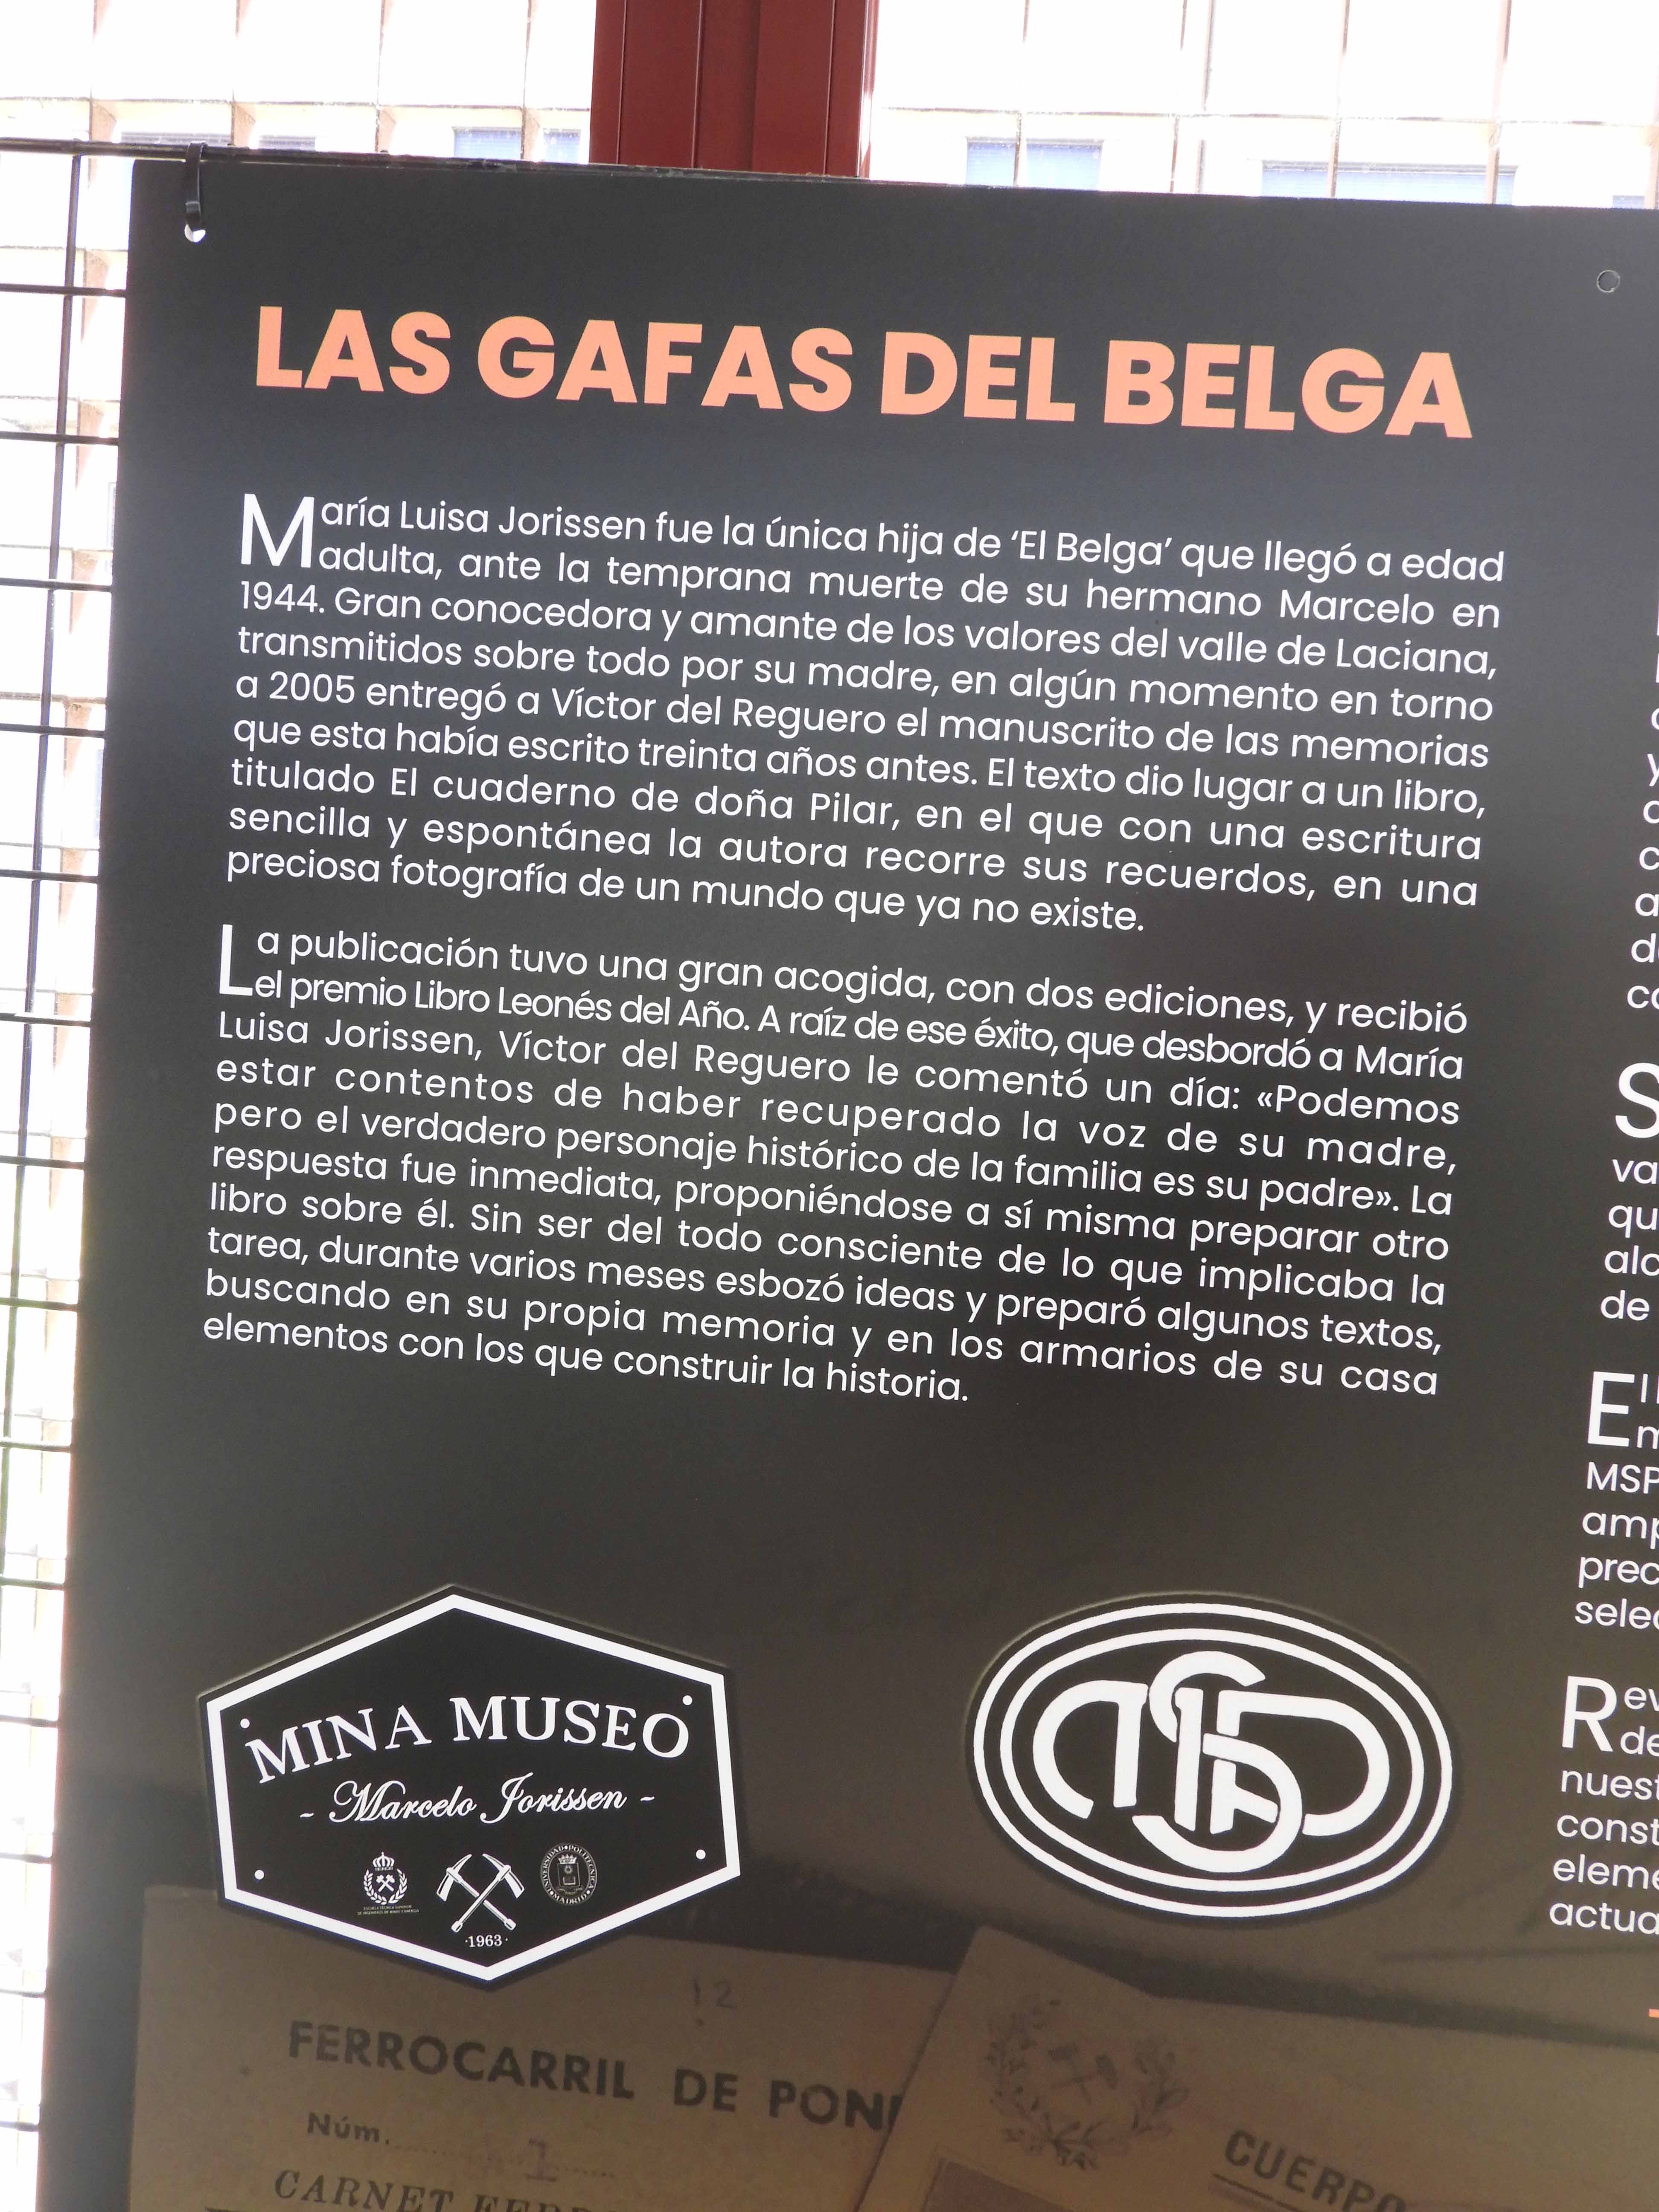 LAS GAFAS DEL BELGA
María Luisa Jorissen fue la única hija de ‘El Belga’ que llegó a edad
adulta, ante la temprana muerte de su hermano Marcelo en
1944. Gran conocedora y amante de los valores del valle de Laciana,
transmitidos sobre todo por su madre, en algún momento en torno
a 2005 entregó a Víctor del Reguero el manuscrito de las memorias
que esta había escrito treinta años antes. El texto dio lugar a un libro,
titulado El cuaderno de doña Pilar, en el que con una escritura
sencilla y espontánea la autora recorre sus recuerdos, en una
preciosa fotografía de un mundo que ya no existe.
La publicación tuvo una gran acogida, con dos ediciones, y recibió
el premio Libro Leonés del Año. A raíz de ese éxito, que desbordó a María
Luisa Jorissen, Víctor del Reguero le comentó un día: «Podemos
estar contentos de haber recuperado la voz de su madre,
pero el verdadero personaje histórico de la familia es su padre». La
respuesta fue inmediata, proponiéndose a sí misma preparar otro
libro sobre él. Sin ser del todo consciente de lo que implicaba la
tarea, durante varios meses esbozó ideas y preparó algunos textos,
buscando en su propia memoria y en los armarios de su casa
elementos con los que construir la historia.
MINA MUSEO
- Marcelo Jorissen -
UNIVERSIDAD POLITÉCNICA MADRID
·1963·
MSP
12
FERROCARRIL DE
Núm. 1
CARNET
CUERPO
de
MSP